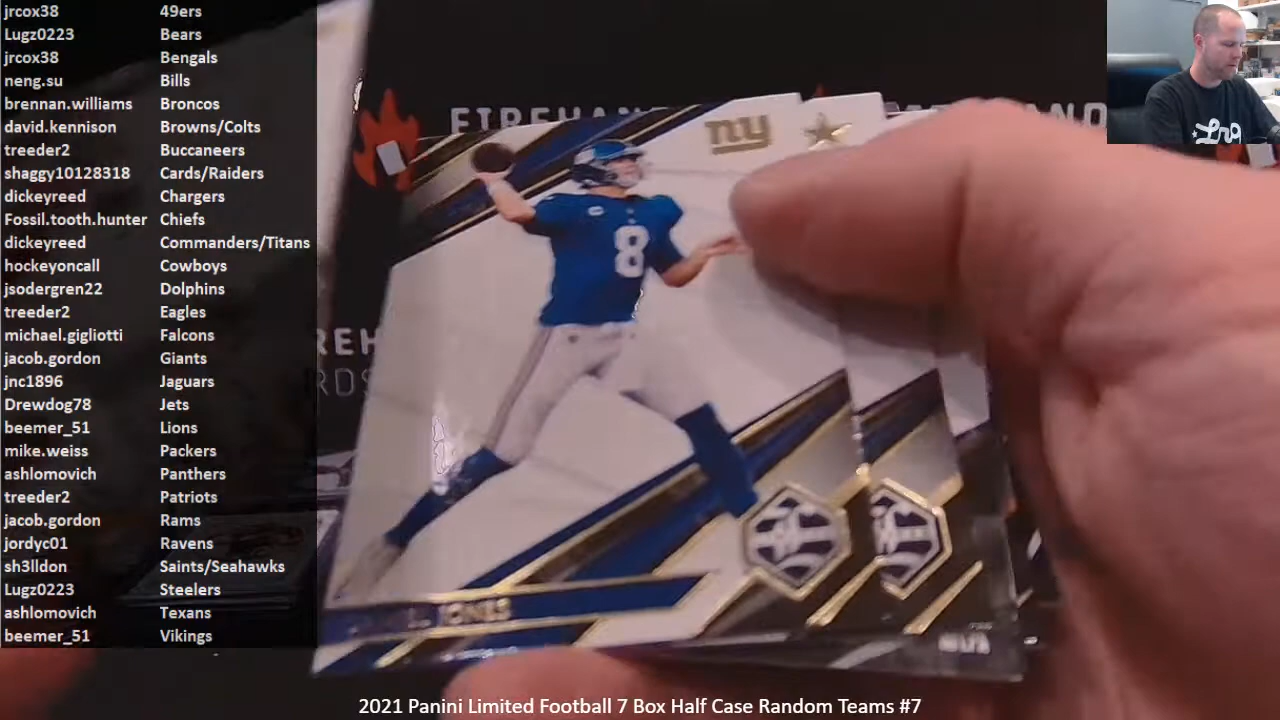 jrcox38 49ers
Lugz0223 Bears
jrcox38 Bengals
neng.su Bills
brennan.williams Broncos
david.kennison Browns/Colts
treeder2 Buccaneers
shaggy10128318 Cards/Raiders
dickeyreed Chargers
Fossil.tooth.hunter Chiefs
dickeyreed Commanders/Titans
hockeyoncall Cowboys
jsodergren22 Dolphins
treeder2 Eagles
michael.gigliotti Falcons
jacob.gordon Giants
jnc1896 Jaguars
Drewdog78 Jets
beemer_51 Lions
mike.weiss Packers
ashlomovich Panthers
treeder2 Patriots
jacob.gordon Rams
jordyc01 Ravens
sh3lldon Saints/Seahawks
Lugz0223 Steelers
ashlomovich Texans
beemer_51 Vikings
ny
8
JONES
2021 Panini Limited Football 7 Box Half Case Random Teams #7